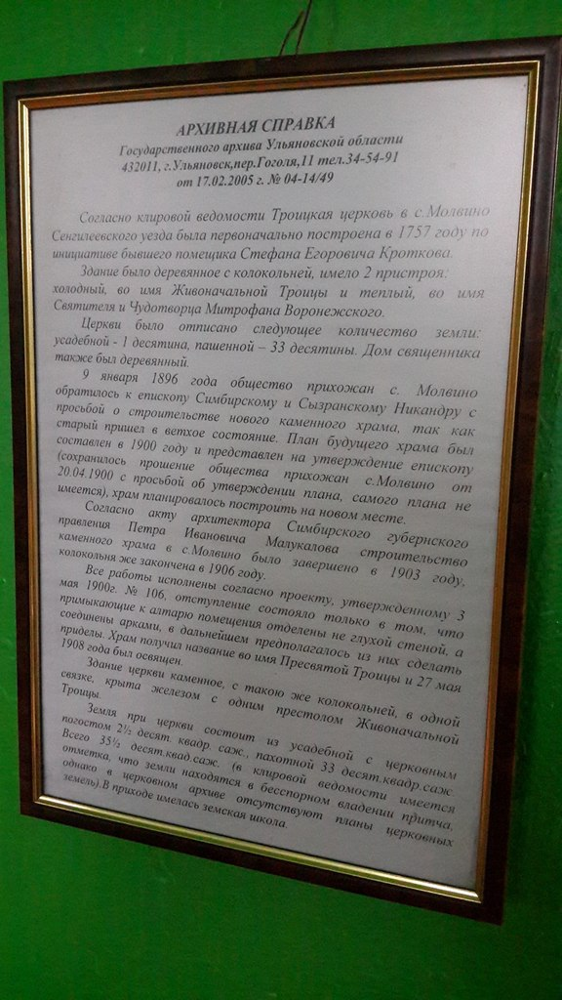 АРХИВНАЯ СПРАВКА
Государственного архива Ульяновской области
432011, г.Ульяновск,пер.Гоголя,11 тел.34-54-91
от 17.02.2005 г. № 04-14/49
Согласно клировой ведомости Троицкая церковь в с.Молвино
Сенгилеевского уезда была первоначально построена в 1757 году по
инициативе бывшего помещика Стефана Егоровича Кроткова.
Здание было деревянное с колокольней, имело 2 пристроя:
холодный, во имя Живоначальной Троицы и теплый, во имя
Святителя и Чудотворца Митрофана Воронежского.
Церкви было отписано следующее количество земли:
усадебной - 1 десятина, пашенной – 33 десятины. Дом священника
также был деревянный.
9 января 1896 года общество прихожан с. Молвино
обратилось к епископу Симбирскому и Сызранскому Никандру с
просьбой о строительстве нового каменного храма, так как
старый пришел в ветхое состояние. План будущего храма был
составлен в 1900 году и представлен на утверждение епископу
(сохранилось прошение общества прихожан с.Молвино от
20.04.1900 с просьбой об утверждении плана, самого плана не
имеется), храм планировалось построить на новом месте.
Согласно акту архитектора Симбирского губернского
правления Петра Ивановича Малукалова строительство
каменного храма в с.Молвино было завершено в 1903 году,
колокольня же закончена в 1906 году.
Все работы исполнены согласно проекту, утвержденному 3
мая 1900г. № 106, отступление состояло только в том, что
примыкающие к алтарю помещения отделены не глухой стеной, а
соединены арками, в дальнейшем предполагалось из них сделать
приделы. Храм получил название во имя Пресвятой Троицы и 27 мая
1908 года был освящен.
Здание церкви каменное, с такою же колокольней, в одной
связке, крыта железом с одним престолом Живоначальной
Троицы.
Земля при церкви состоит из усадебной с церковным
погостом 2½ десят. квадр. саж., пахотной 33 десят.квадр.саж.
Всего 35½ десят.квад.саж. (в клировой ведомости имеется
отметка, что земли находятся в бесспорном владении притча,
однако в церковном архиве отсутствуют планы церковных
земель).В приходе имелась земская школа.